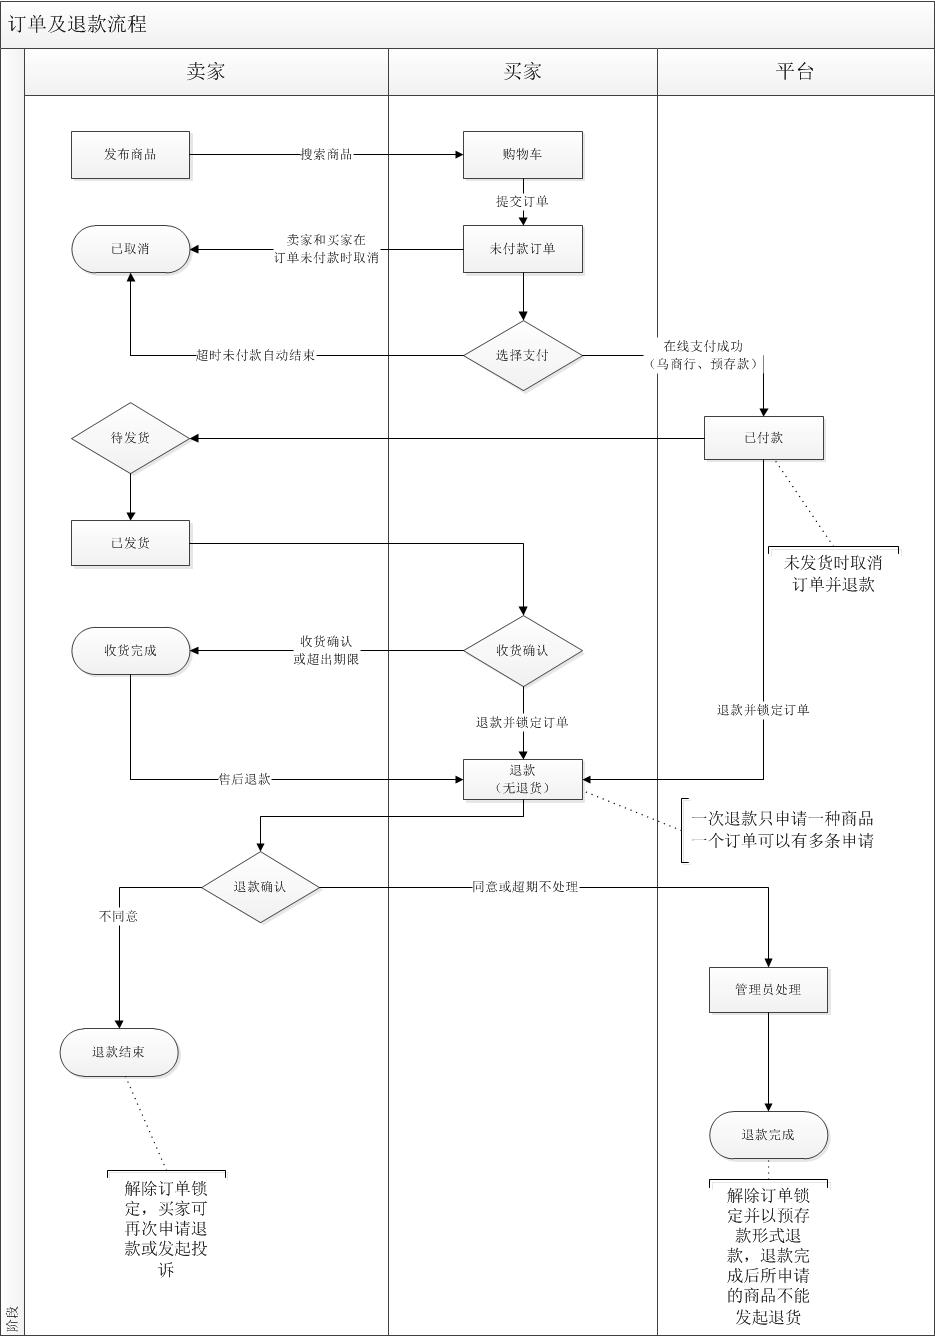 订单及退款流程
卖家
买家
平台
发布商品
搜索商品
购物车
提交订单
已取消
卖家和买家在
订单未付款时取消
未付款订单
超时未付款自动结束
选择支付
在线支付成功
（乌商行、预存款）
待发货
已付款
已发货
未发货时取消
订单并退款
收货完成
收货确认
或超出期限
收货确认
退款并锁定订单
退款并锁定订单
售后退款
退款
（无退货）
一次退款只申请一种商品
一个订单可以有多条申请
退款确认
同意或超期不处理
不同意
管理员处理
退款结束
退款完成
解除订单锁
定，买家可
再次申请退
款或发起投
诉
解除订单锁
定并以预存
款形式退
款，退款完
成后所申请
的商品不能
发起退货
阶段